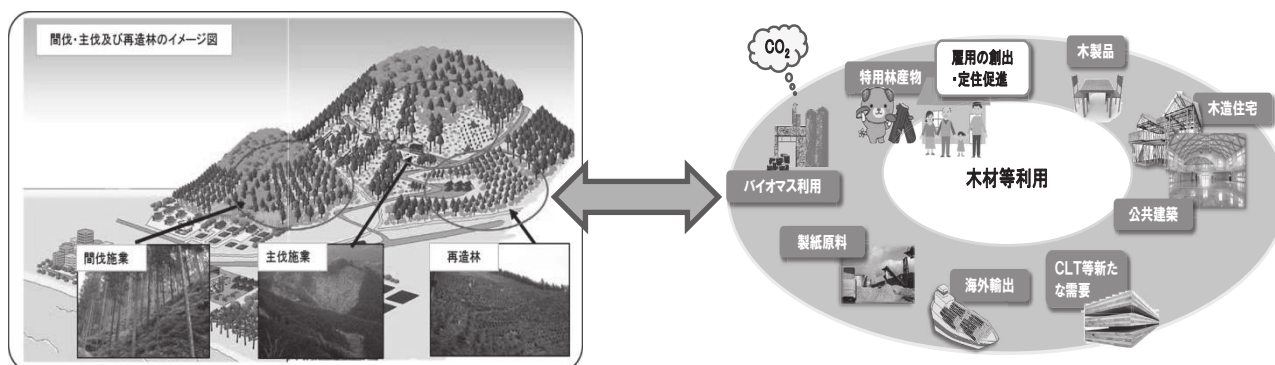 間伐・主伐及び再造林のイメージ図
間伐施業
主伐施業
再造林
CO₂
特用林産物
雇用の創出
・定住促進
木製品
木造住宅
バイオマス利用
木材等利用
公共建築
製紙原料
海外輸出
CLT等新た
な需要